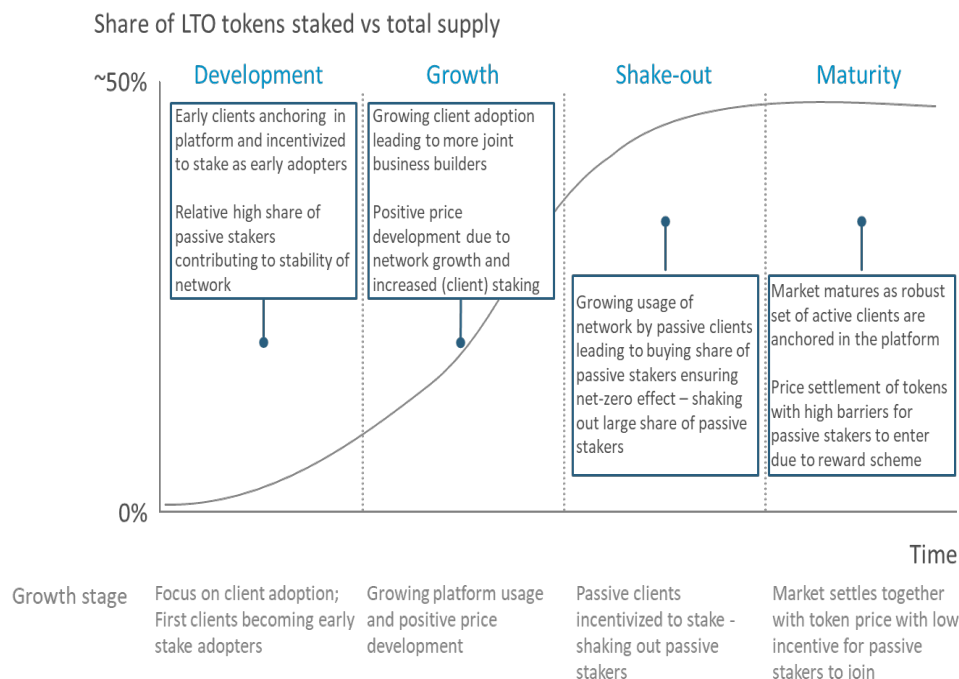 Share of LTO tokens staked vs total supply
~50%
Development
Growth
Shake-out
Maturity
Early clients anchoring in
platform and incentivized
to stake as early adopters
Relative high share of
passive stakers
contributing to stability of
network
Growing client adoption
leading to more joint
business builders
Positive price
development due to
network growth and
increased (client) staking
Growing usage of
network by passive clients
leading to buying share of
passive stakers ensuring
net-zero effect – shaking
out large share of passive
stakers
Market matures as robust
set of active clients are
anchored in the platform
Price settlement of tokens
with high barriers for
passive stakers to enter
due to reward scheme
0%
Time
Growth stage
Focus on client adoption;
First clients becoming early
stake adopters
Growing platform usage
and positive price
development
Passive clients
incentivized to stake -
shaking out passive
stakers
Market settles together
with token price with low
incentive for passive
stakers to join